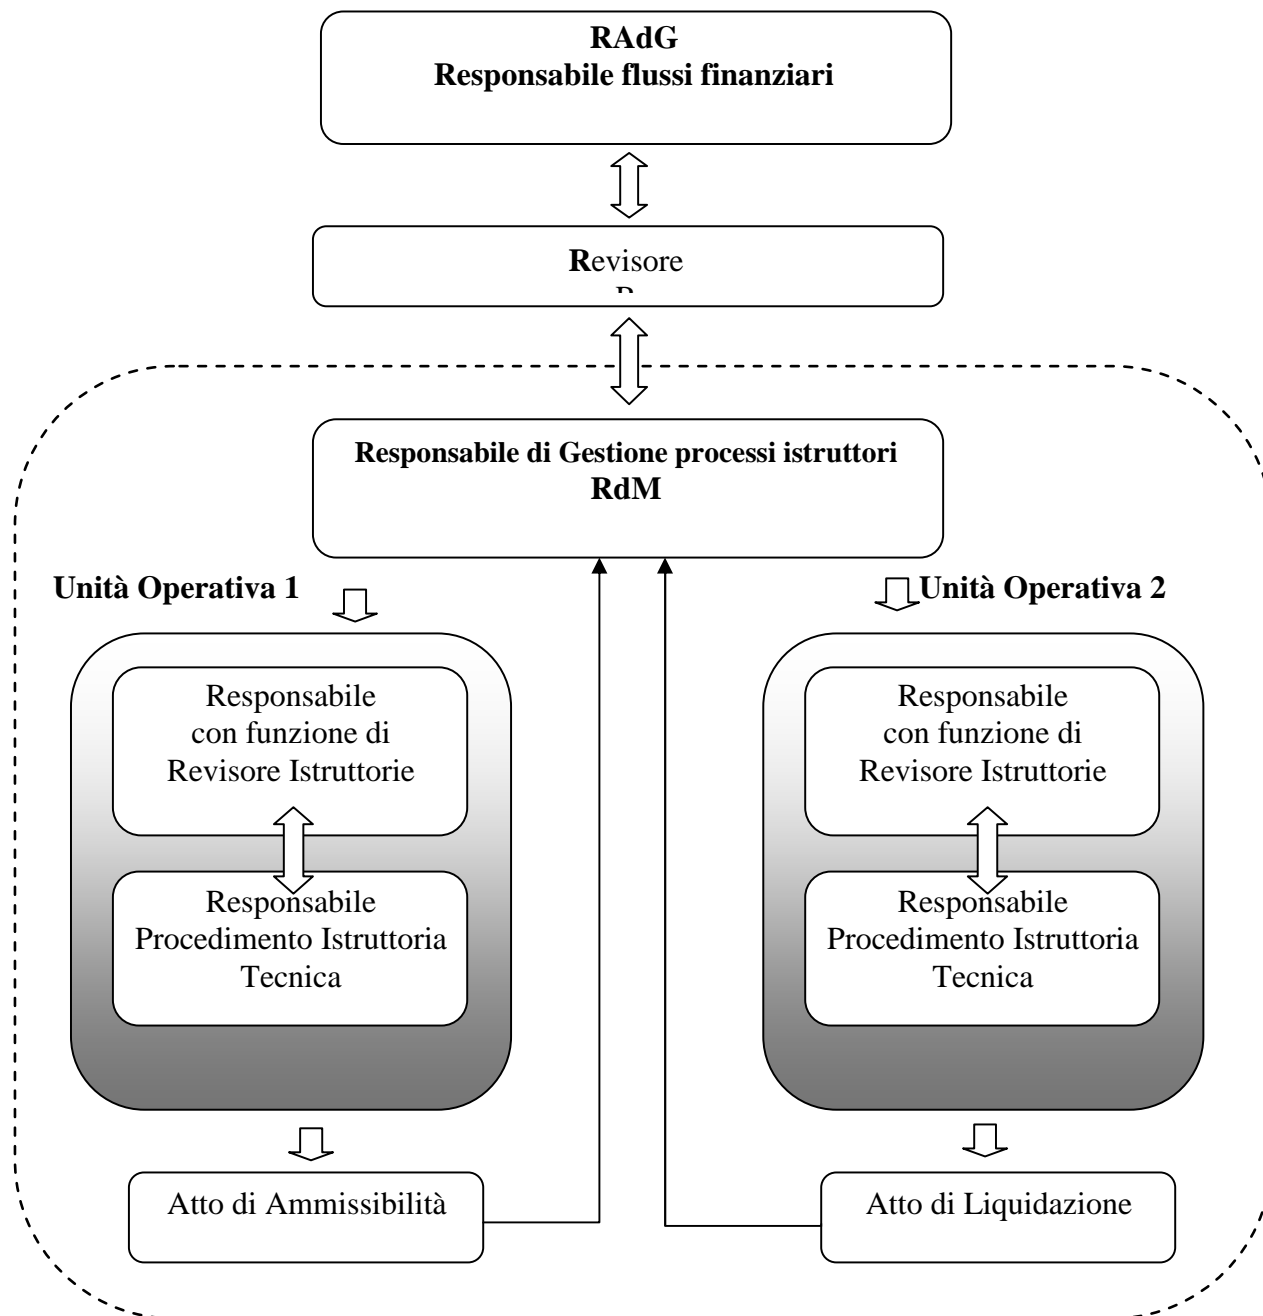 RAdG
Responsabile flussi finanziari
Revisore
Responsabile di Gestione processi istruttori
RdM
Unità Operativa 1
Unità Operativa 2
Responsabile
con funzione di
Revisore Istruttorie
Responsabile
Procedimento Istruttoria
Tecnica
Responsabile
con funzione di
Revisore Istruttorie
Responsabile
Procedimento Istruttoria
Tecnica
Atto di Ammissibilità
Atto di Liquidazione